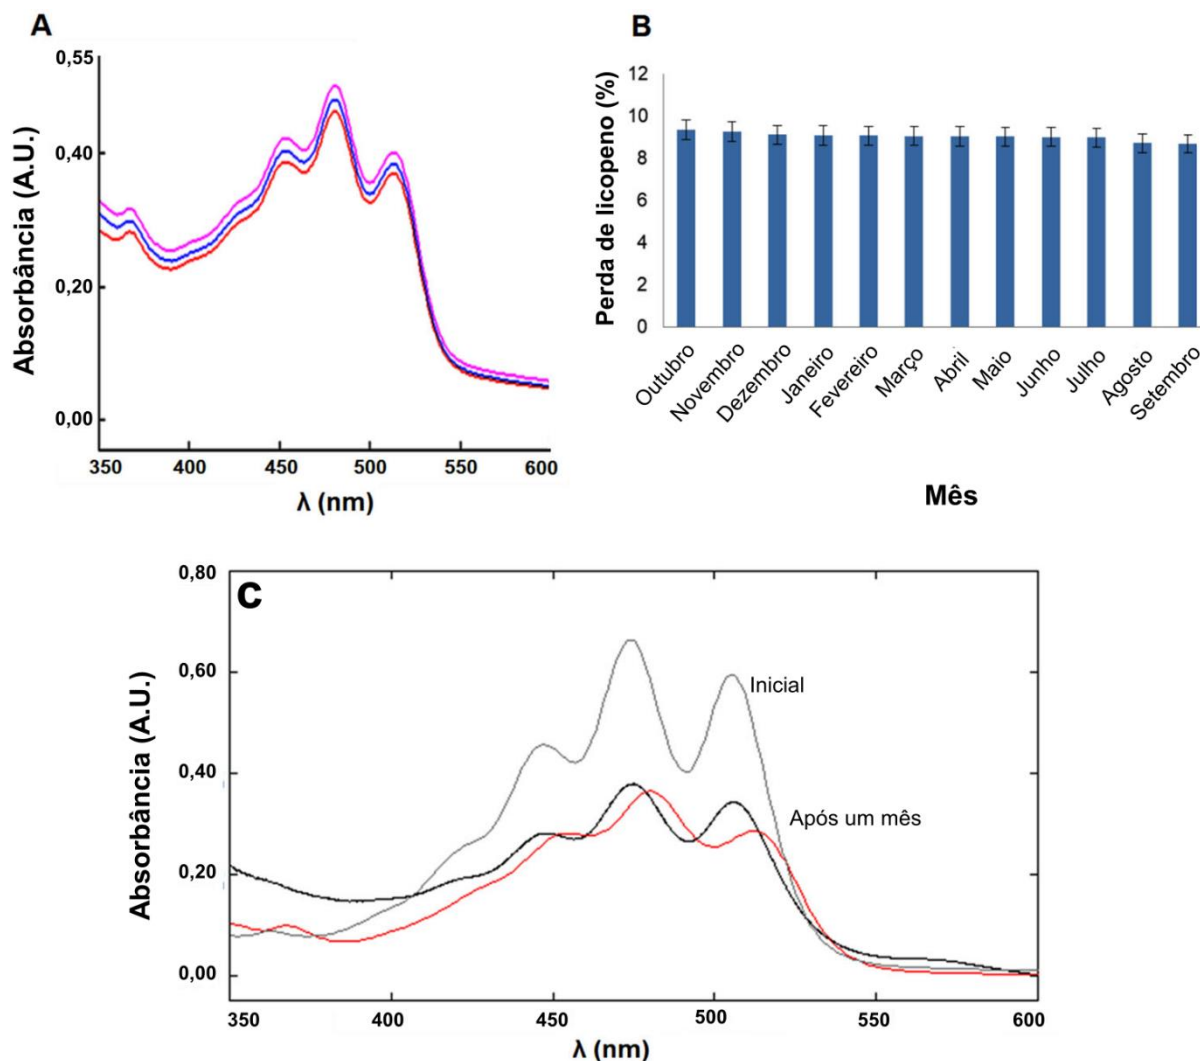 A
0,55
0,40
0,20
0,00
Absorbância (A.U.)
350 400 450 500 550 600
λ (nm)
B
12
10
8
6
4
2
0
Perda de licopeno (%)
Outubro
Novembro
Dezembro
Janeiro
Fevereiro
Março
Abril
Maio
Junho
Julho
Agosto
Setembro
Mês
C
0,80
0,60
0,40
0,20
0,00
Absorbância (A.U.)
Inicial
Após um mês
350 400 450 500 550 600
λ (nm)